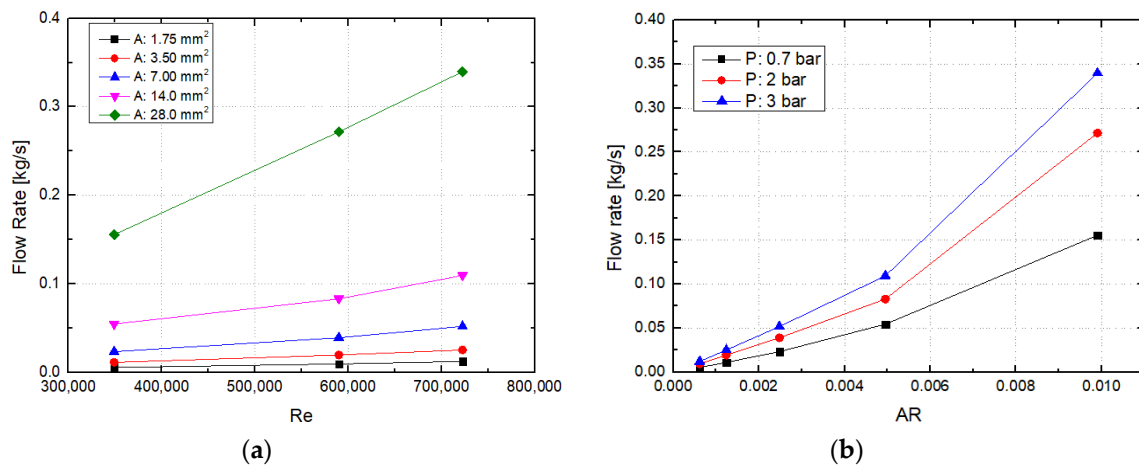 0.4
0.3
0.2
0.1
0.0
Flow Rate [kg/s]
A: 1.75 mm²
A: 3.50 mm²
A: 7.00 mm²
A: 14.0 mm²
A: 28.0 mm²
300,000 400,000 500,000 600,000 700,000 800,000
Re
(a)
0.40
0.35
0.30
0.25
0.20
0.15
0.10
0.05
0.00
Flow rate [kg/s]
P: 0.7 bar
P: 2 bar
P: 3 bar
0.000 0.002 0.004 0.006 0.008 0.010
AR
(b)